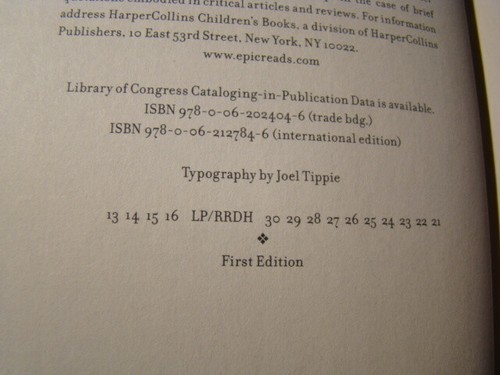 quotations embodied in critical articles and reviews. For information
address HarperCollins Children's Books, a division of HarperCollins
Publishers, 10 East 53rd Street, New York, NY 10022.
www.epicreads.com
Library of Congress Cataloging-in-Publication Data is available.
ISBN 978-0-06-202404-6 (trade bdg.)
ISBN 978-0-06-212784-6 (international edition)
Typography by Joel Tippie
13 14 15 16 LP/RRDH 30 29 28 27 26 25 24 23 22 21
❖
First Edition